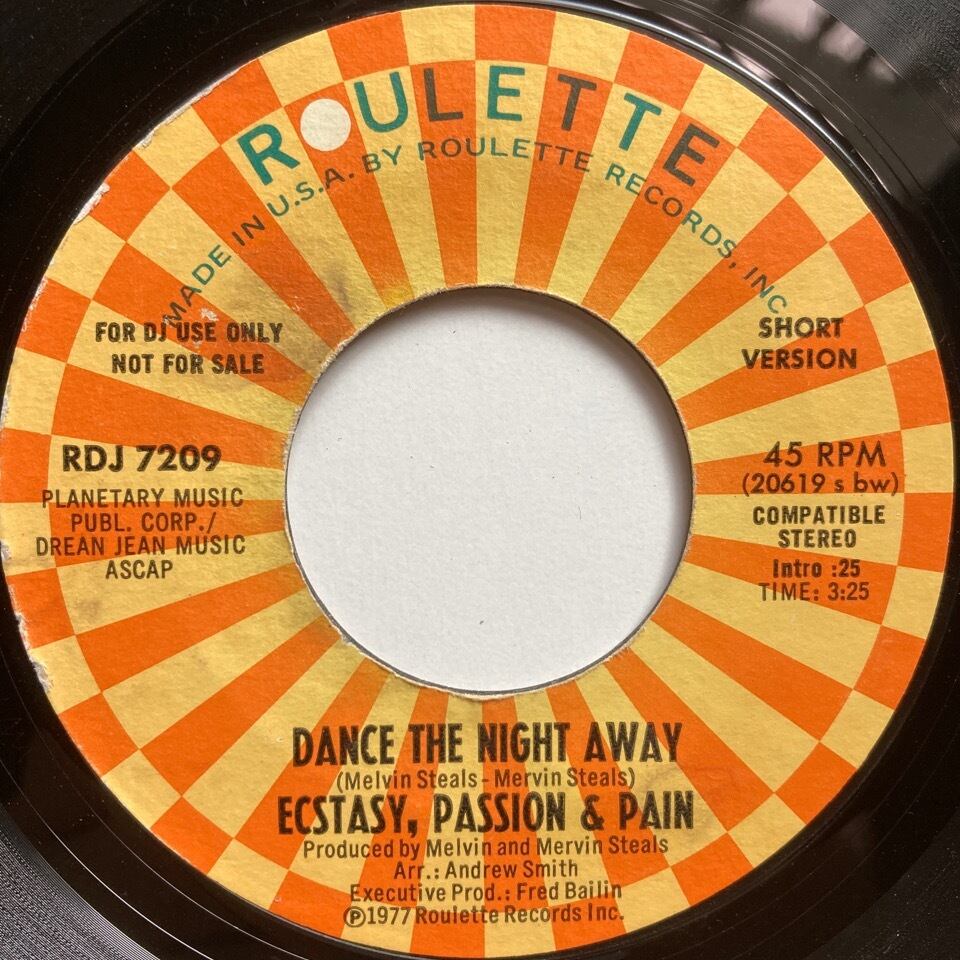 ROULETTE
MADE IN U.S.A. BY ROULETTE RECORDS, INC
FOR DJ USE ONLY
NOT FOR SALE
SHORT
VERSION
RDJ 7209
PLANETARY MUSIC
PUBL. CORP./
DREAN JEAN MUSIC
ASCAP
45 RPM
(20619 s bw)
COMPATIBLE
STEREO
Intro :25
TIME: 3:25
DANCE THE NIGHT AWAY
(Melvin Steals - Mervin Steals)
ECSTASY, PASSION & PAIN
Produced by Melvin and Mervin Steals
Arr.: Andrew Smith
Executive Prod.: Fred Bailin
Ⓟ1977 Roulette Records Inc.